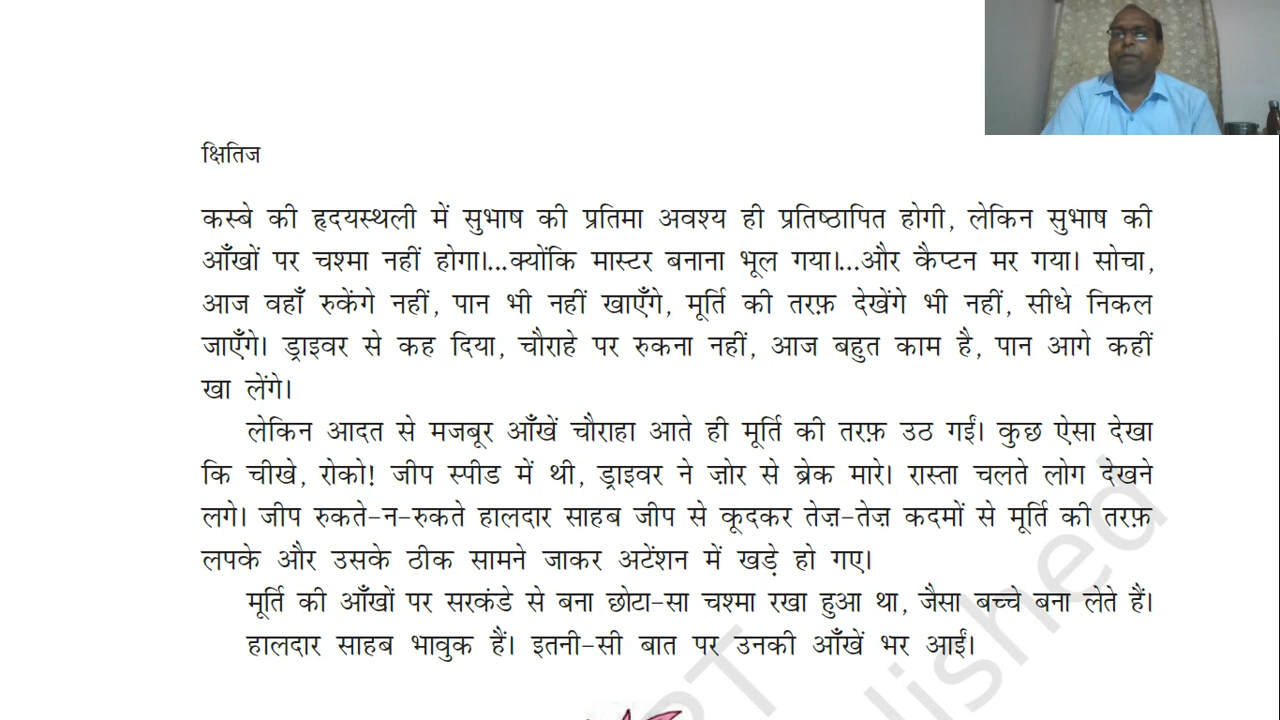 क्षितिज
कस्बे की हृदयस्थली में सुभाष की प्रतिमा अवश्य ही प्रतिष्ठापित होगी, लेकिन सुभाष की
आँखों पर चश्मा नहीं होगा।...क्योंकि मास्टर बनाना भूल गया।...और कैप्टन मर गया। सोचा,
आज वहाँ रुकेंगे नहीं, पान भी नहीं खाएँगे, मूर्ति की तरफ़ देखेंगे भी नहीं, सीधे निकल
जाएँगे। ड्राइवर से कह दिया, चौराहे पर रुकना नहीं, आज बहुत काम है, पान आगे कहीं
खा लेंगे।
लेकिन आदत से मजबूर आँखें चौराहा आते ही मूर्ति की तरफ़ उठ गईं। कुछ ऐसा देखा
कि चीखे, रोको! जीप स्पीड में थी, ड्राइवर ने ज़ोर से ब्रेक मारे। रास्ता चलते लोग देखने
लगे। जीप रुकते-न-रुकते हालदार साहब जीप से कूदकर तेज़-तेज़ कदमों से मूर्ति की तरफ़
लपके और उसके ठीक सामने जाकर अटेंशन में खड़े हो गए।
मूर्ति की आँखों पर सरकंडे से बना छोटा-सा चश्मा रखा हुआ था, जैसा बच्चे बना लेते हैं।
हालदार साहब भावुक हैं। इतनी-सी बात पर उनकी आँखें भर आईं।